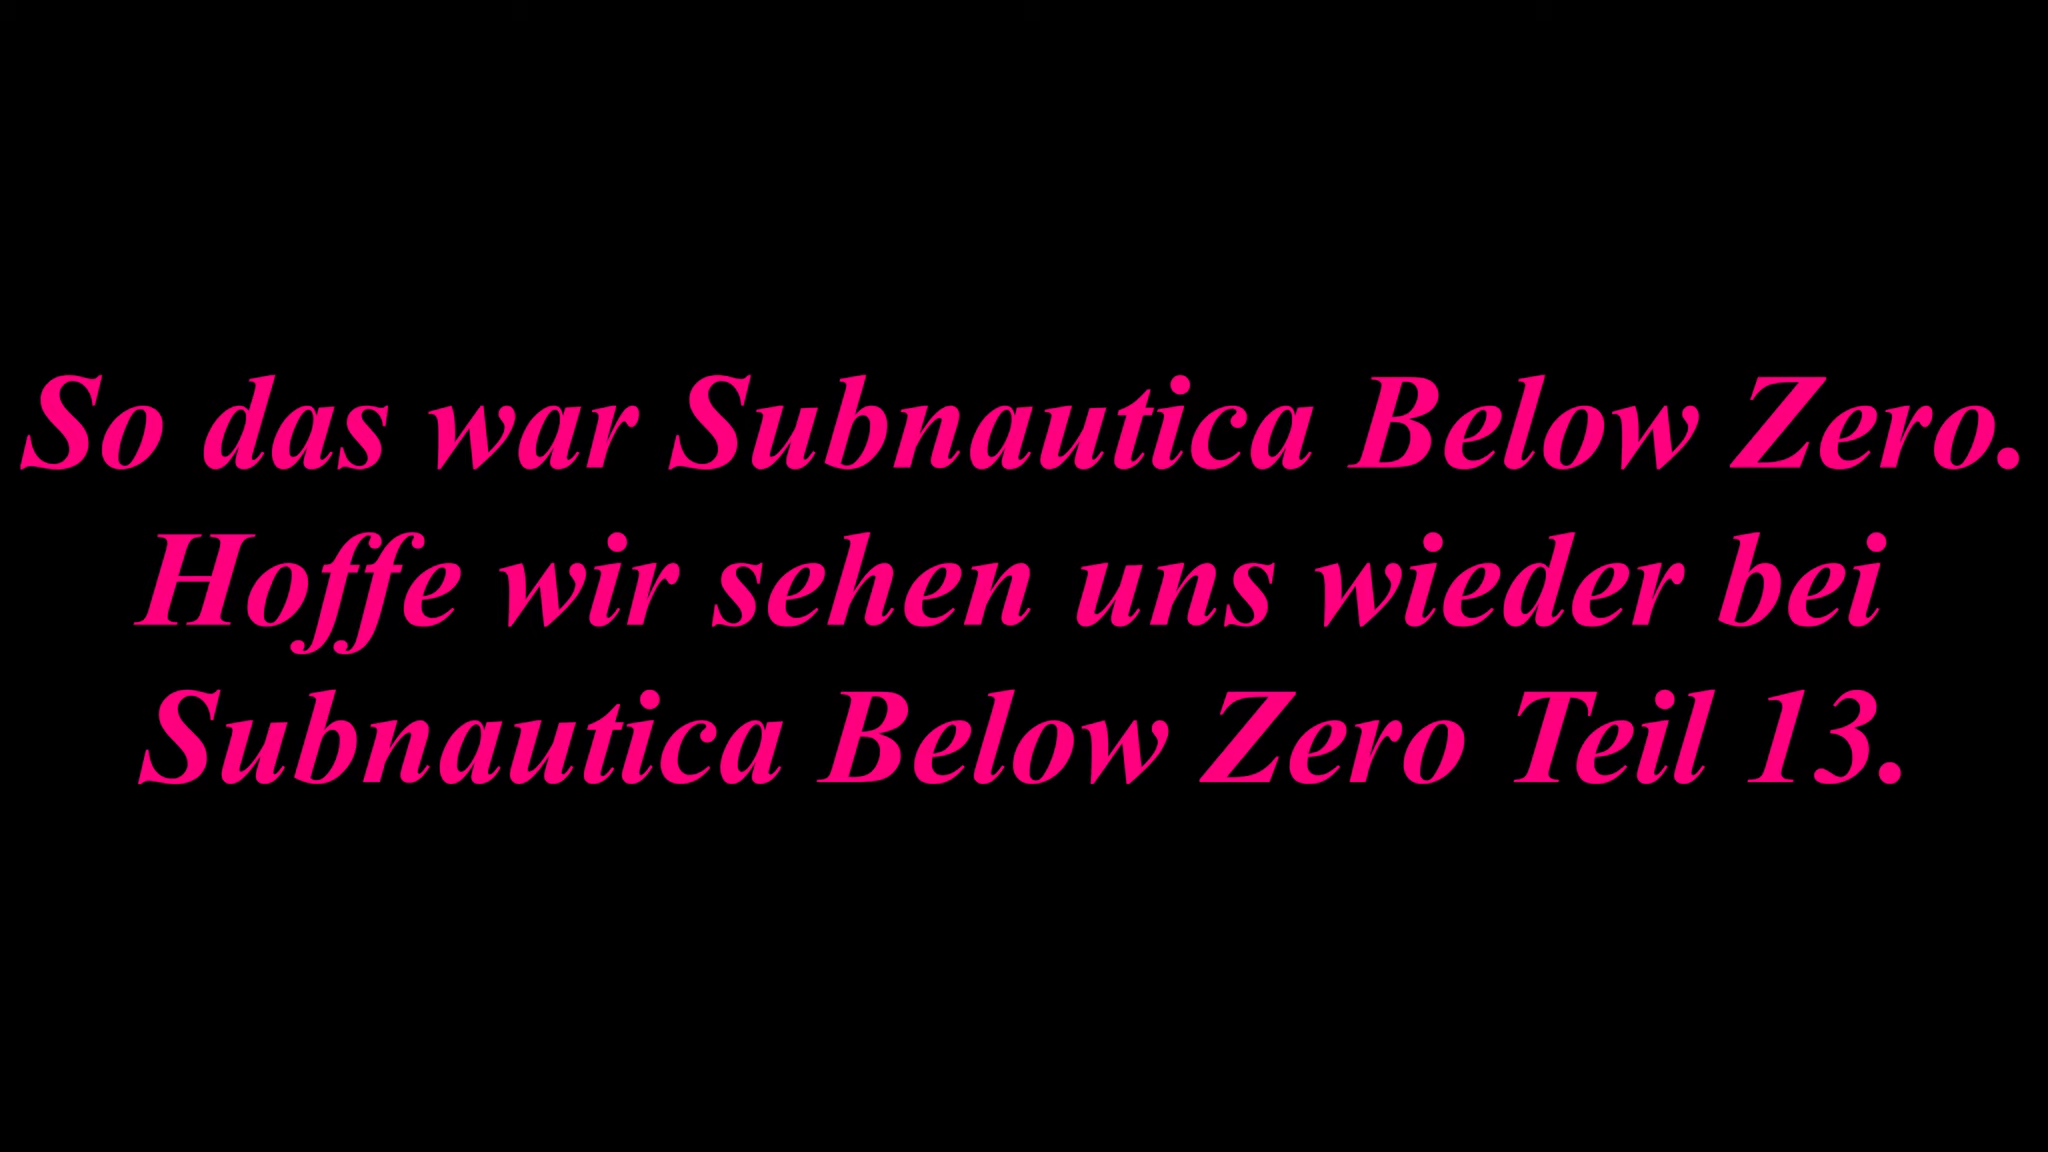 So das war Subnautica Below Zero.
Hoffe wir sehen uns wieder bei
Subnautica Below Zero Teil 13.